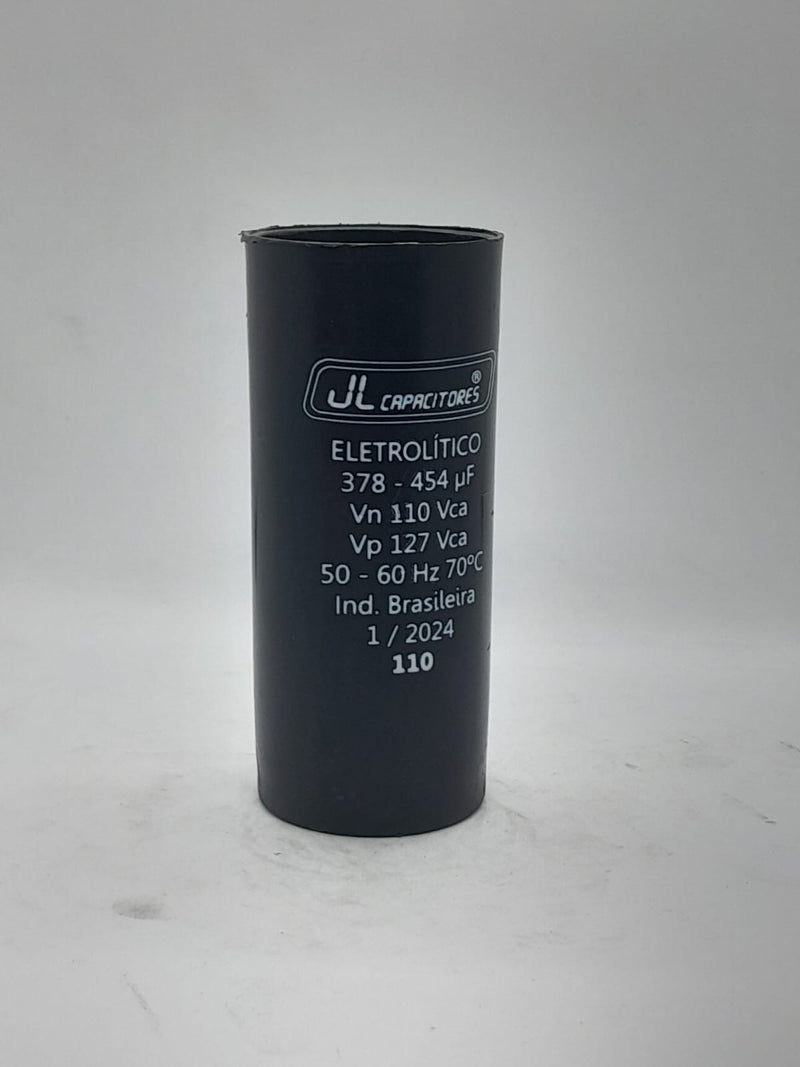 JL CAPACITORES ®
ELETROLÍTICO
378 - 454 µF
Vn 110 Vca
Vp 127 Vca
50 - 60 Hz 70ºC
Ind. Brasileira
1 / 2024
110